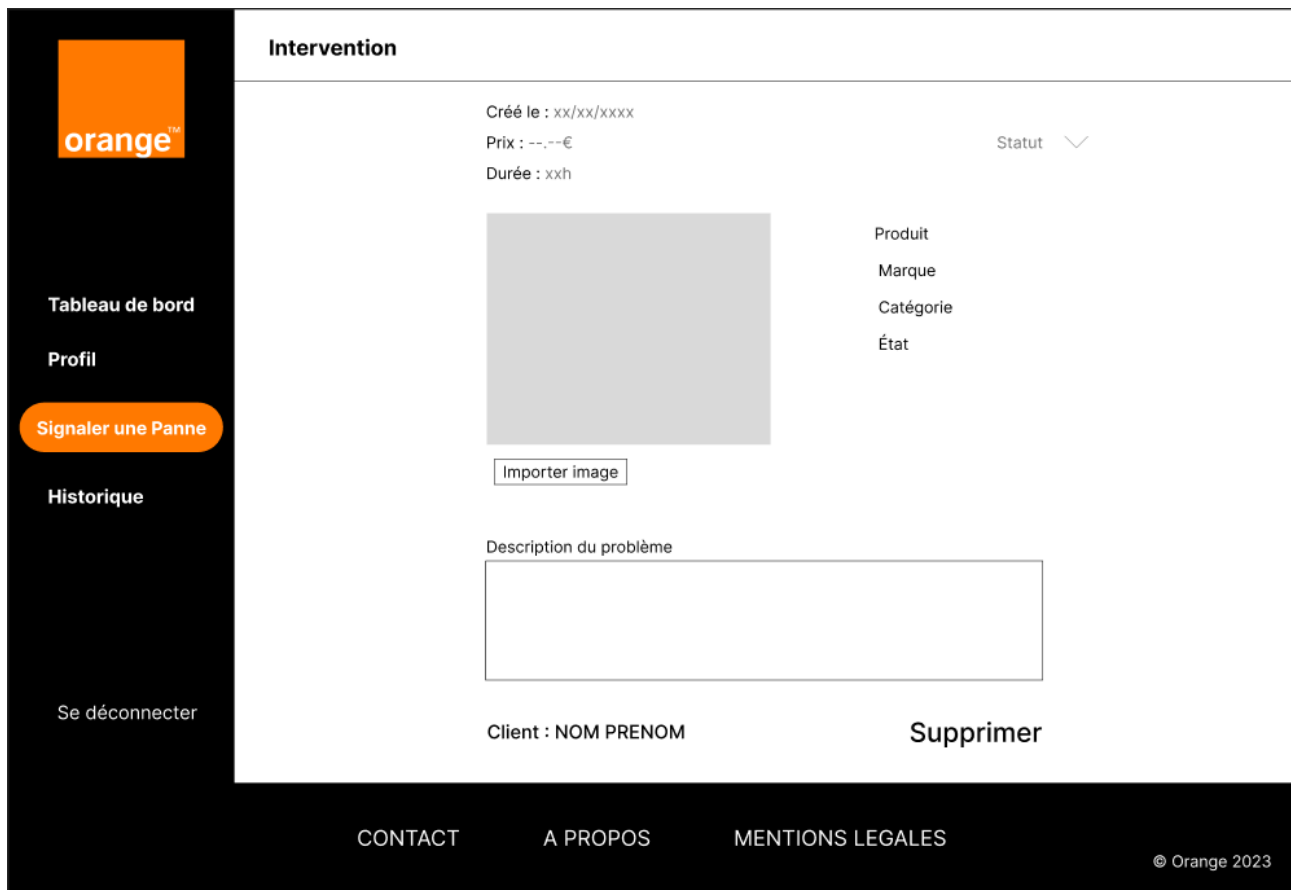 orange™
Tableau de bord
Profil
Signaler une Panne
Historique
Se déconnecter
Intervention
Créé le : xx/xx/xxxx
Prix : --.--€
Statut
Durée : xxh
Produit
Marque
Catégorie
État
Importer image
Description du problème
Client : NOM PRENOM
Supprimer
CONTACT
A PROPOS
MENTIONS LEGALES
© Orange 2023